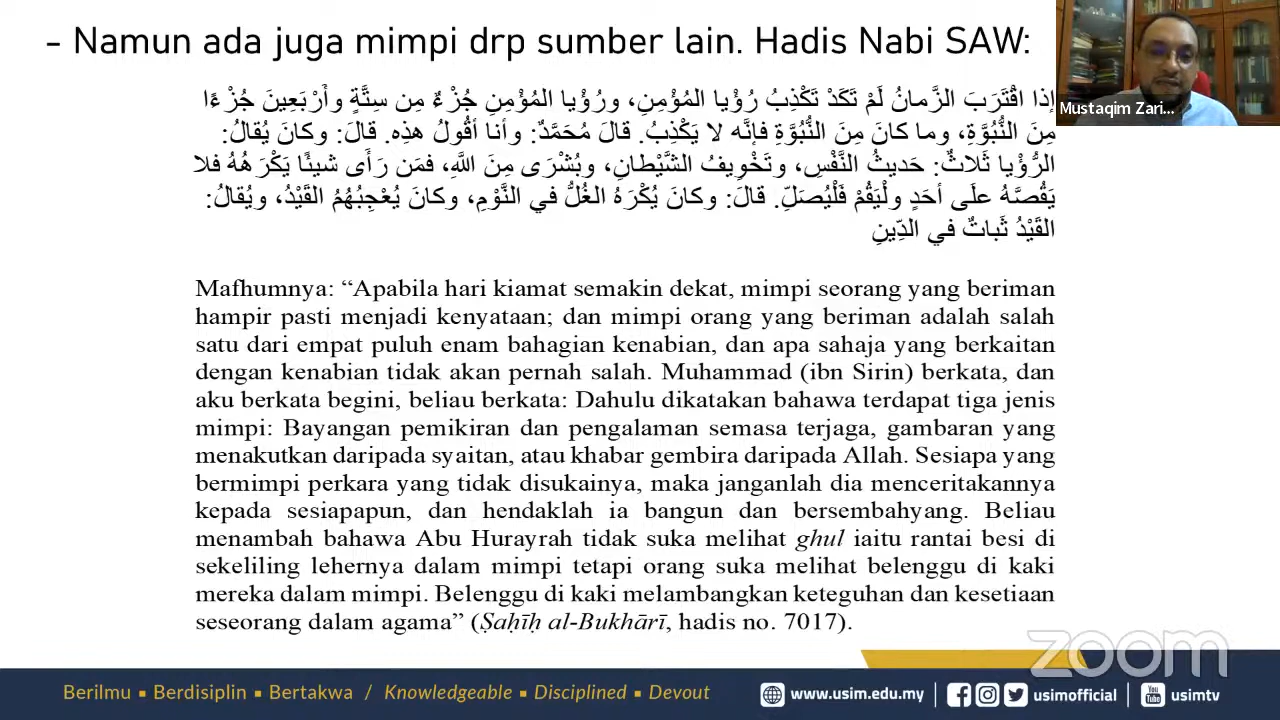 - Namun ada juga mimpi drp sumber lain. Hadis Nabi SAW:
إِذَا اقْتَرَبَ الزَّمانُ لَمْ تَكَدْ تَكْذِبُ رُؤْيا المُؤْمِنِ، ورُؤْيا المُؤْمِنِ جُزْءٌ مِن سِتَّةٍ وأَرْبَعِينَ جُزْءًا
مِنَ النُّبُوَّةِ، وما كانَ مِنَ النُّبُوَّةِ فإنَّه لا يَكْذِبُ. قالَ مُحَمَّدٌ: وأنا أقُولُ هذِه. قالَ: وكانَ يُقالُ:
الرُّؤْيا ثَلاثٌ: حَديثُ النَّفْسِ، وتَخْوِيفُ الشَّيْطانِ، وبُشْرَى مِنَ اللَّهِ، فمَن رَأَى شيئًا يَكْرَهُهُ فلا
يَقُصَّهُ علَى أحَدٍ ولْيَقُمْ فَلْيُصَلِّ. قالَ: وكانَ يُكْرَهُ الغُلُّ في النَّوْمِ، وكانَ يُعْجِبُهُمُ القَيْدُ، ويُقالُ:
القَيْدُ ثَباتٌ في الدِّينِ
Mustaqim Zari...
Mafhumnya: “Apabila hari kiamat semakin dekat, mimpi seorang yang beriman
hampir pasti menjadi kenyataan; dan mimpi orang yang beriman adalah salah
satu dari empat puluh enam bahagian kenabian, dan apa sahaja yang berkaitan
dengan kenabian tidak akan pernah salah. Muhammad (ibn Sirin) berkata, dan
aku berkata begini, beliau berkata: Dahulu dikatakan bahawa terdapat tiga jenis
mimpi: Bayangan pemikiran dan pengalaman semasa terjaga, gambaran yang
menakutkan daripada syaitan, atau khabar gembira daripada Allah. Sesiapa yang
bermimpi perkara yang tidak disukainya, maka janganlah dia menceritakannya
kepada sesiapapun, dan hendaklah ia bangun dan bersembahyang. Beliau
menambah bahawa Abu Hurayrah tidak suka melihat ghul iaitu rantai besi di
sekeliling lehernya dalam mimpi tetapi orang suka melihat belenggu di kaki
mereka dalam mimpi. Belenggu di kaki melambangkan keteguhan dan kesetiaan
seseorang dalam agama” (Ṣaḥīḥ al-Bukhārī, hadis no. 7017).
zoom
Berilmu ▪ Berdisiplin ▪ Bertakwa / Knowledgeable ▪ Disciplined ▪ Devout
www.usim.edu.my | usimofficial | You Tube usimtv